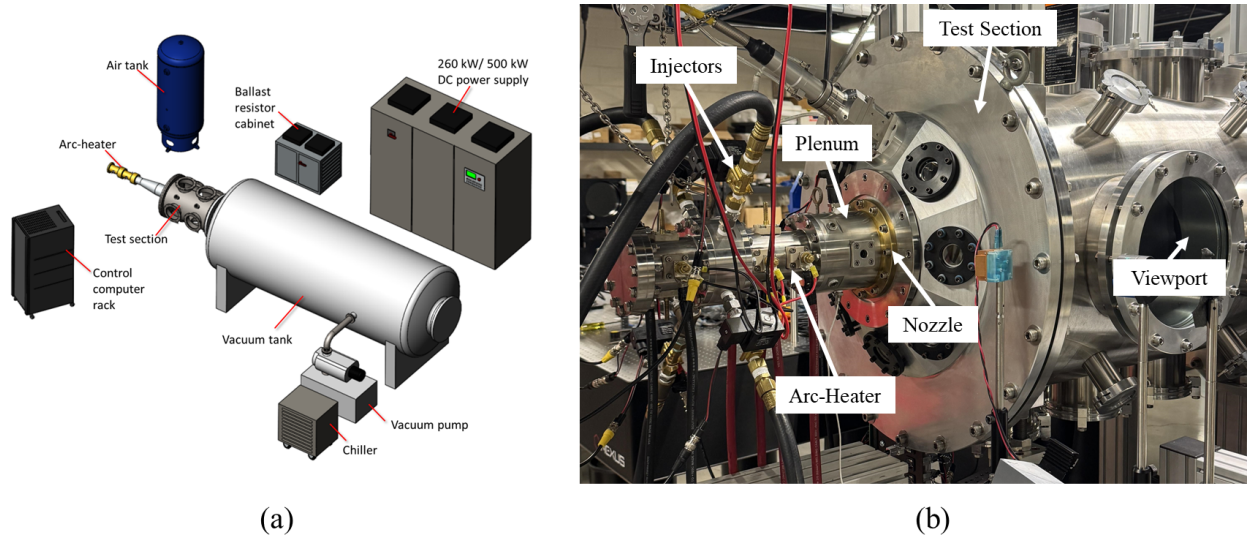 Air tank
260 kW/ 500 kW
DC power supply
Ballast
resistor
cabinet
Arc-heater
Test section
Control
computer
rack
Vacuum tank
Vacuum pump
Chiller
(a)
Test Section
Injectors
Plenum
Viewport
Nozzle
Arc-Heater
NEXUS
(b)